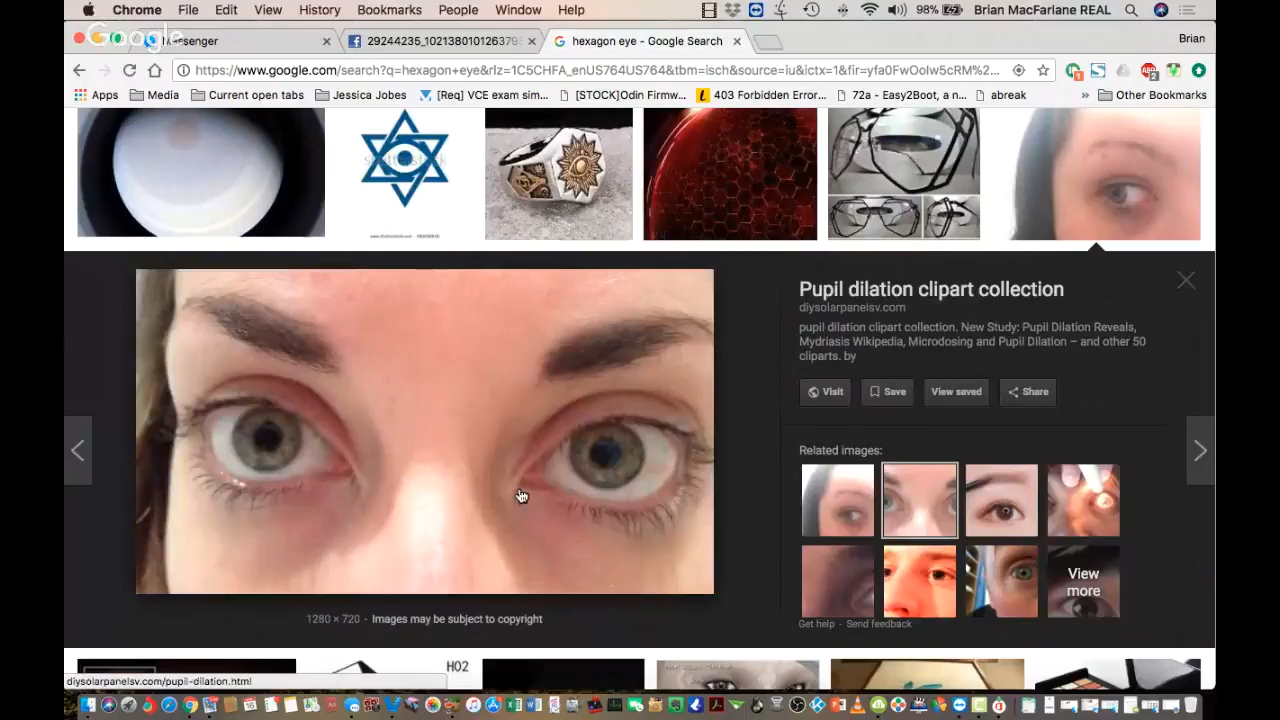 Chrome File Edit View History Bookmarks People Window Help 98% Brian MacFarlane REAL
Google
Messenger 29244235_1021380101263795 hexagon eye - Google Search Brian
https://www.google.com/search?q=hexagon+eye&rlz=1C5CHFA_enUS764US764&tbm=isch&source=iu&ictx=1&fir=yfa0FwOolw5cRM%2...
Apps Media Current open tabs Jessica Jobes [Req] VCE exam sim... [STOCK]Odin Firmw... 403 Forbidden Error... 72a - Easy2Boot, a n... abreak » Other Bookmarks
Pupil dilation clipart collection
diysolarpanelsv.com
pupil dilation clipart collection. New Study: Pupil Dilation Reveals,
Mydriasis Wikipedia, Microdosing and Pupil Dilation – and other 50
cliparts. by
Visit Save View saved Share
Related images:
View
more
1280 × 720 - Images may be subject to copyright
Get help - Send feedback
H02
diysolarpanelsv.com/pupil-dilation.html